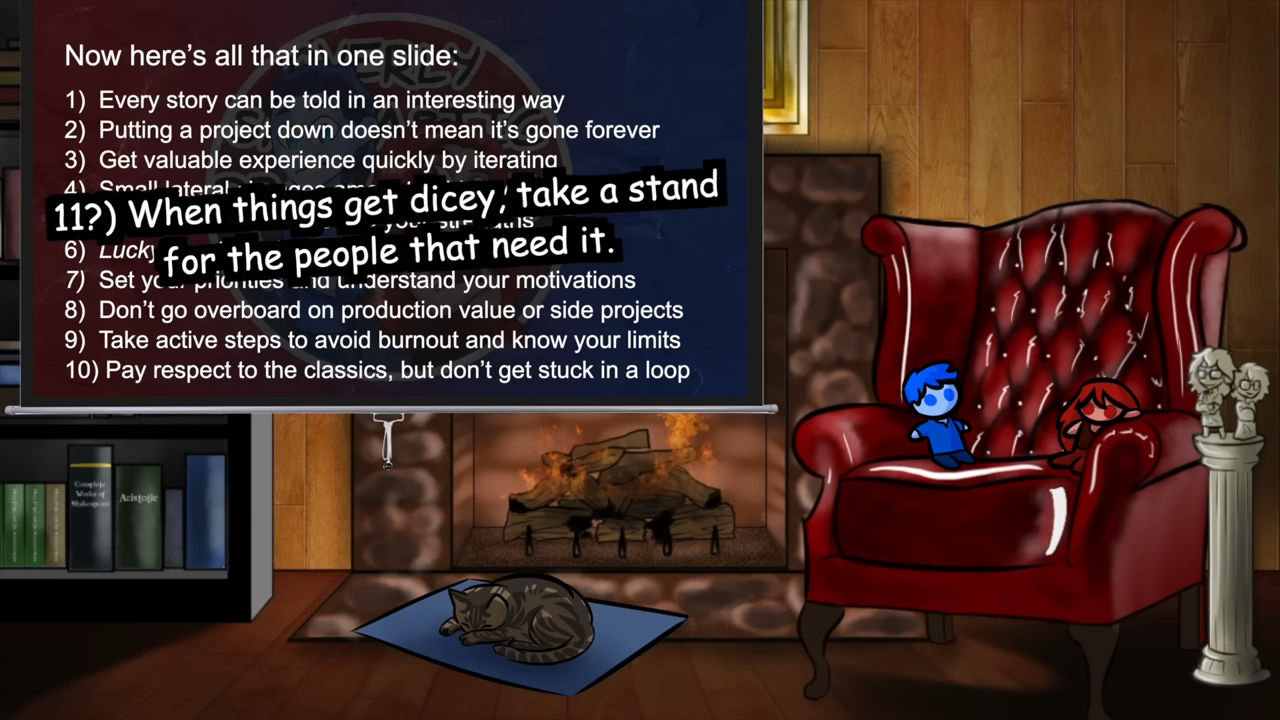 Now here's all that in one slide:
1) Every story can be told in an interesting way
2) Putting a project down doesn't mean it's gone forever
3) Get valuable experience quickly by iterating
4) Small lateral
11?) When things get dicey, take a stand
for the people that need it.
6) Lucky
7) Set your priorities and understand your motivations
8) Don't go overboard on production value or side projects
9) Take active steps to avoid burnout and know your limits
10) Pay respect to the classics, but don't get stuck in a loop
Complete
Works of
Shakespeare
Aristotle